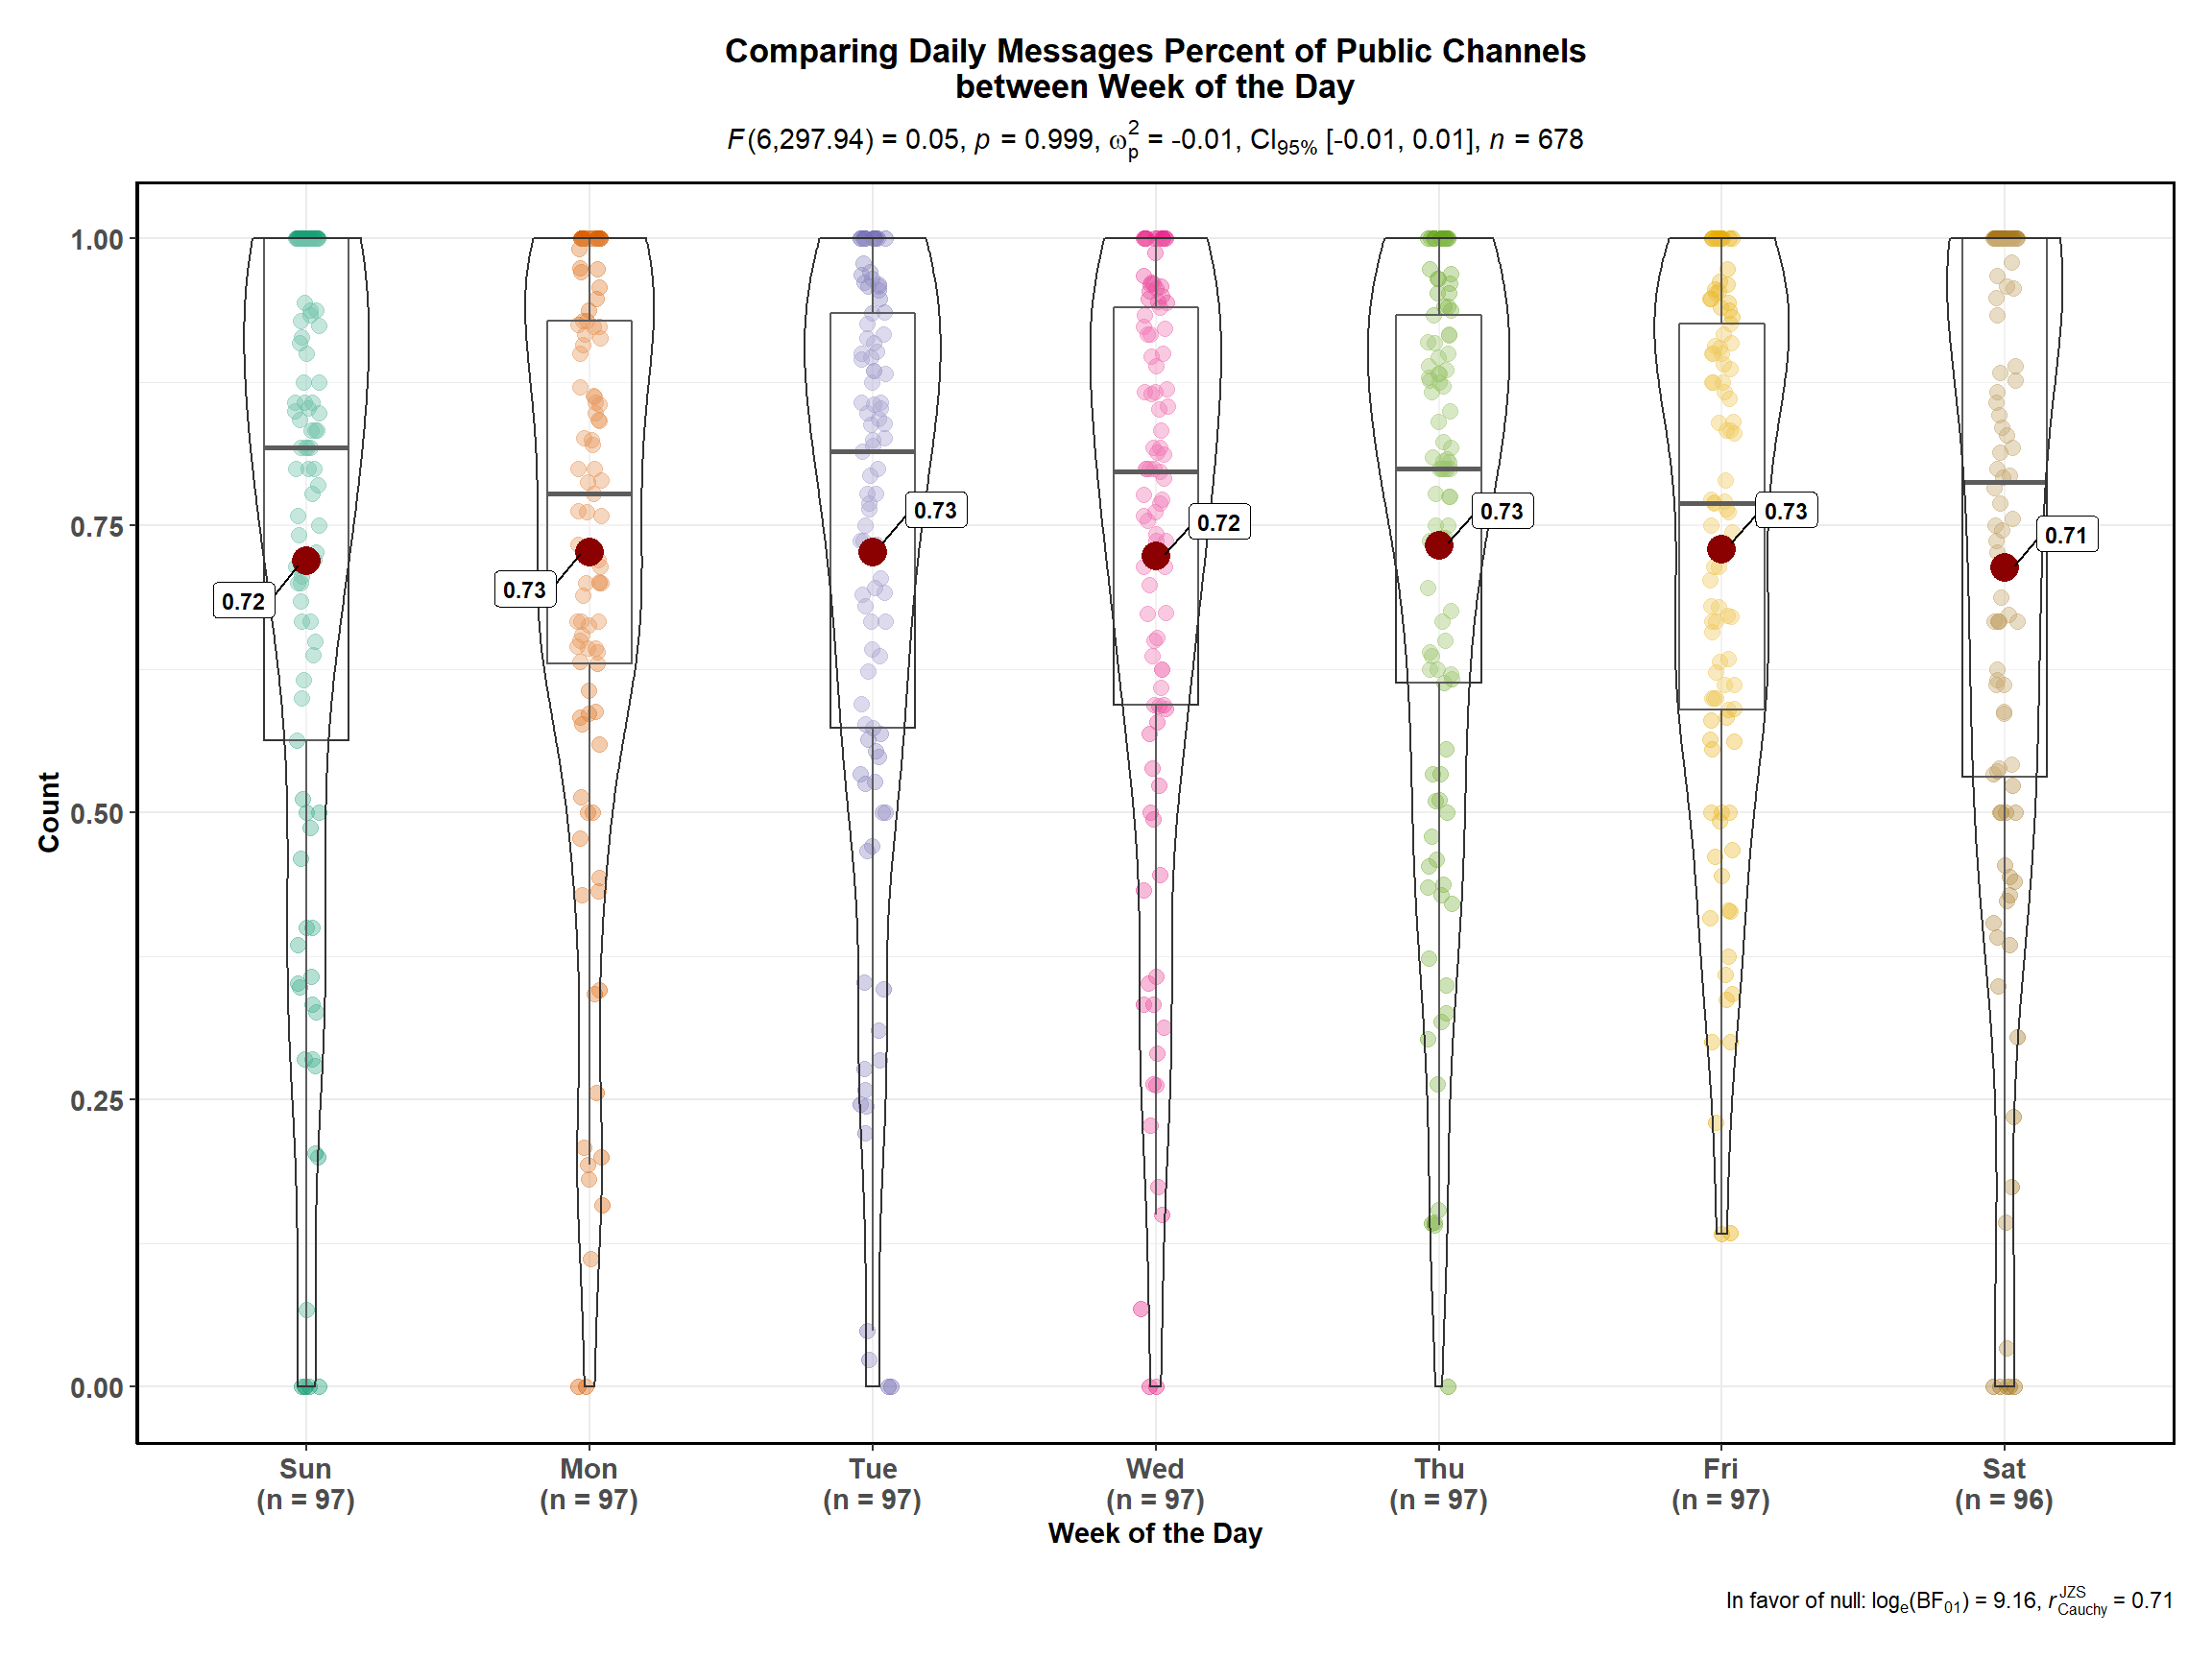 Comparing Daily Messages Percent of Public Channels
between Week of the Day
F(6,297.94) = 0.05, p = 0.999, ω²ₚ = -0.01, CI₉₅% [-0.01, 0.01], n = 678
Count
1.00
0.75
0.50
0.25
0.00
0.72
0.73
0.73
0.72
0.73
0.73
0.71
Sun
(n = 97)
Mon
(n = 97)
Tue
(n = 97)
Wed
(n = 97)
Thu
(n = 97)
Fri
(n = 97)
Sat
(n = 96)
Week of the Day
In favor of null: logₑ(BF₀₁) = 9.16, r JZS Cauchy = 0.71